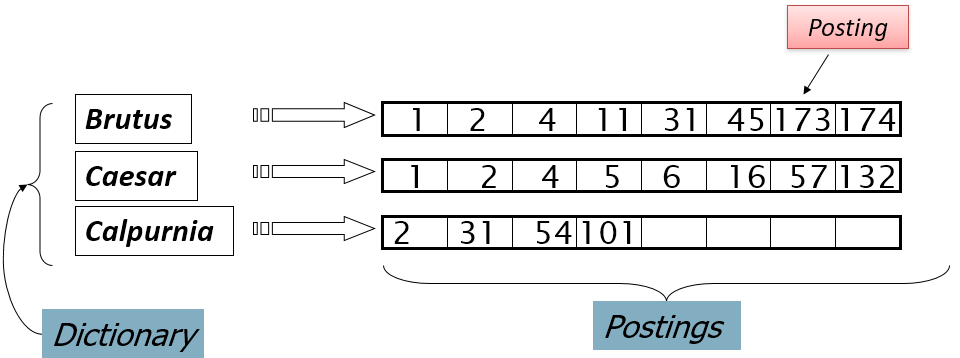 Posting
Brutus 1 2 4 11 31 45 173 174
Caesar 1 2 4 5 6 16 57 132
Calpurnia 2 31 54 101
Dictionary Postings